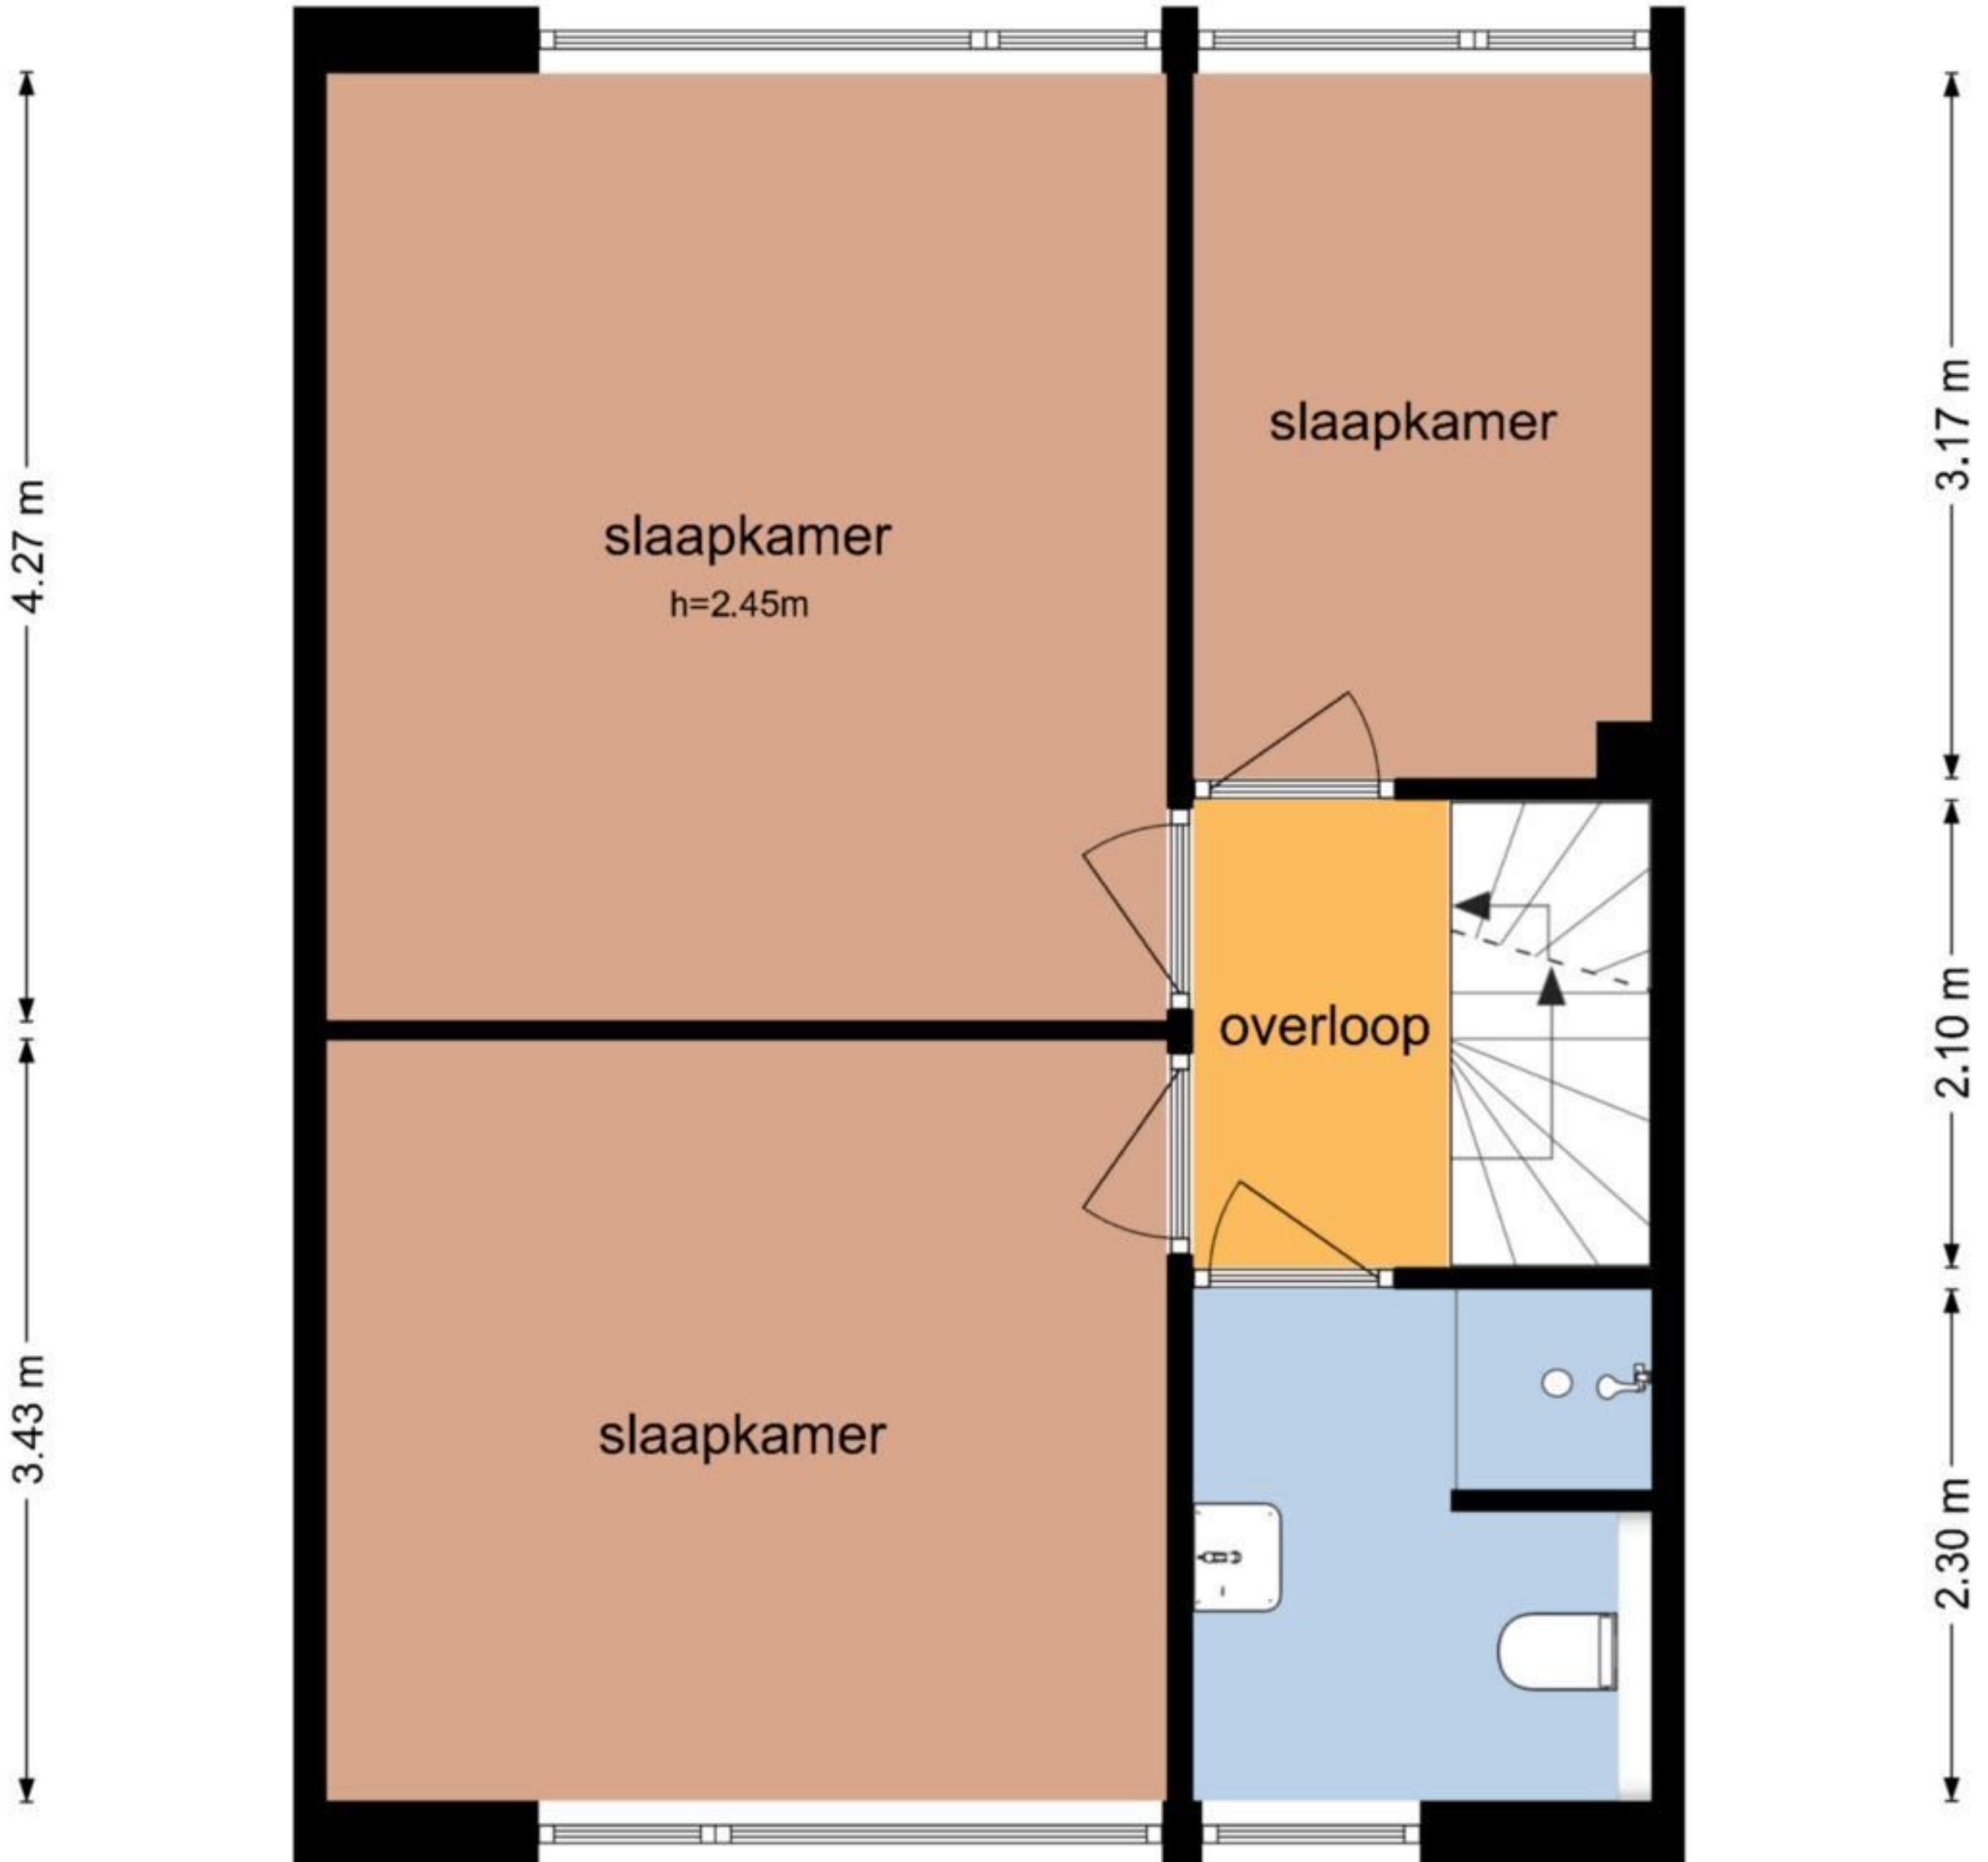 4.27 m
3.43 m
slaapkamer
h=2.45m
slaapkamer
slaapkamer
overloop
3.17 m
2.10 m
2.30 m